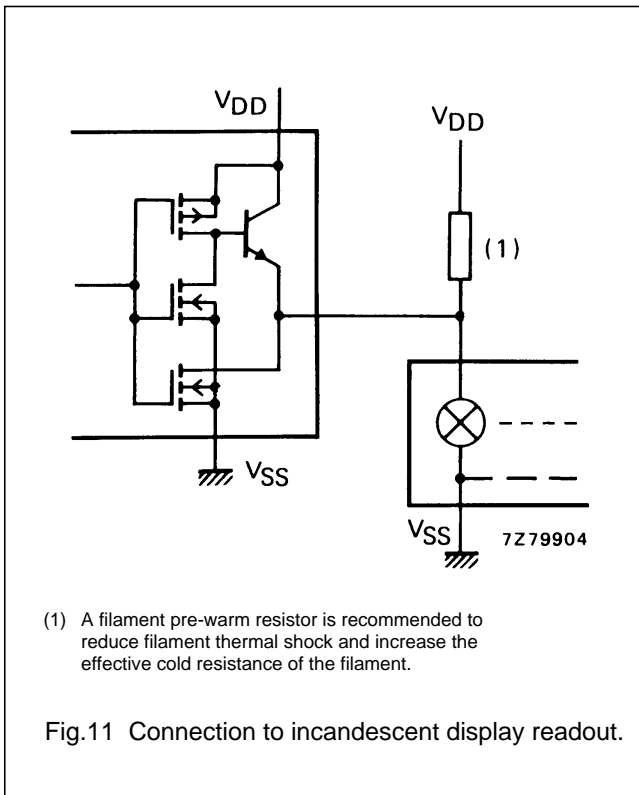 VDD
VDD
(1)
VSS
VSS
7Z79904
(1) A filament pre-warm resistor is recommended to
reduce filament thermal shock and increase the
effective cold resistance of the filament.
Fig.11 Connection to incandescent display readout.